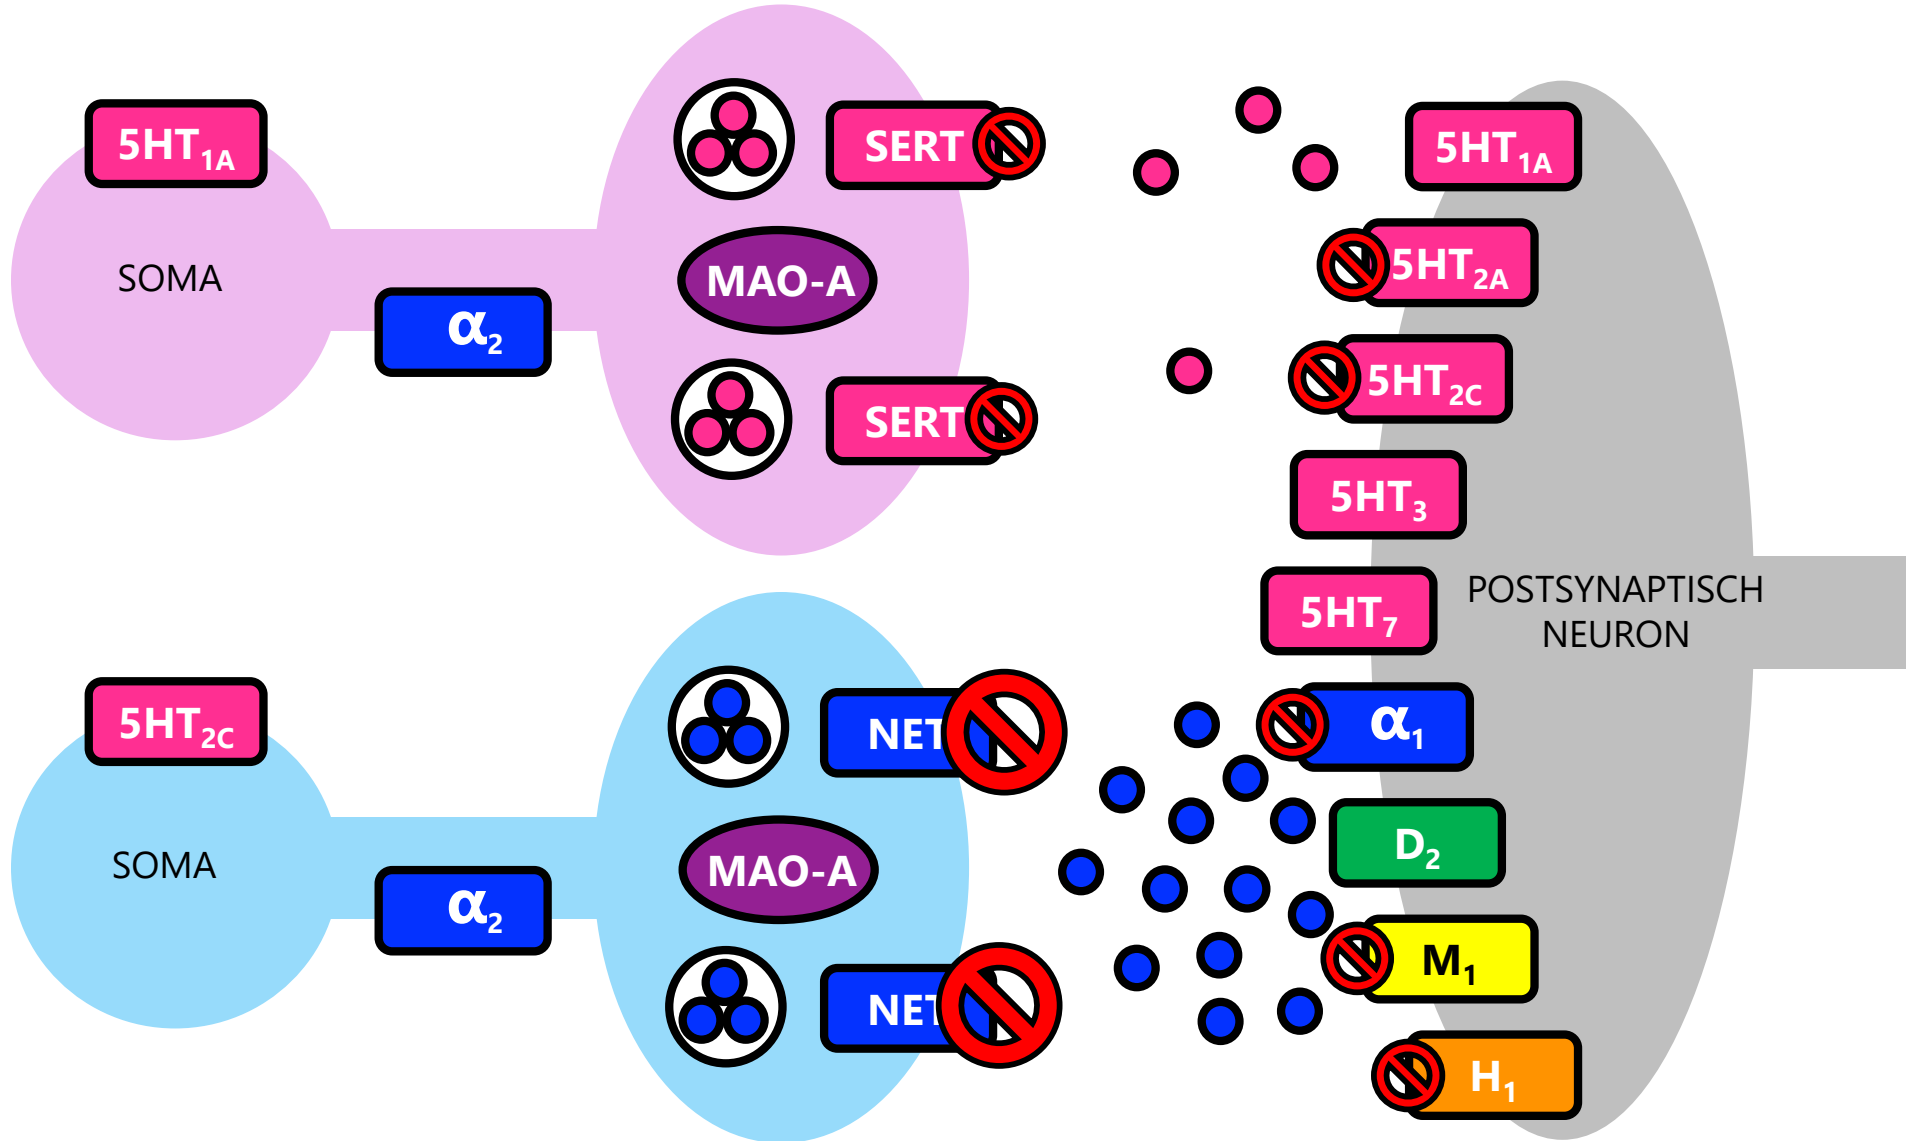 5HT1A
SOMA
α2
SERT
MAO-A
SERT
5HT2C
SOMA
α2
NET
MAO-A
NET
5HT1A
5HT2A
5HT2C
5HT3
5HT7
α1
D2
M1
H1
POSTSYNAPTISCH
NEURON